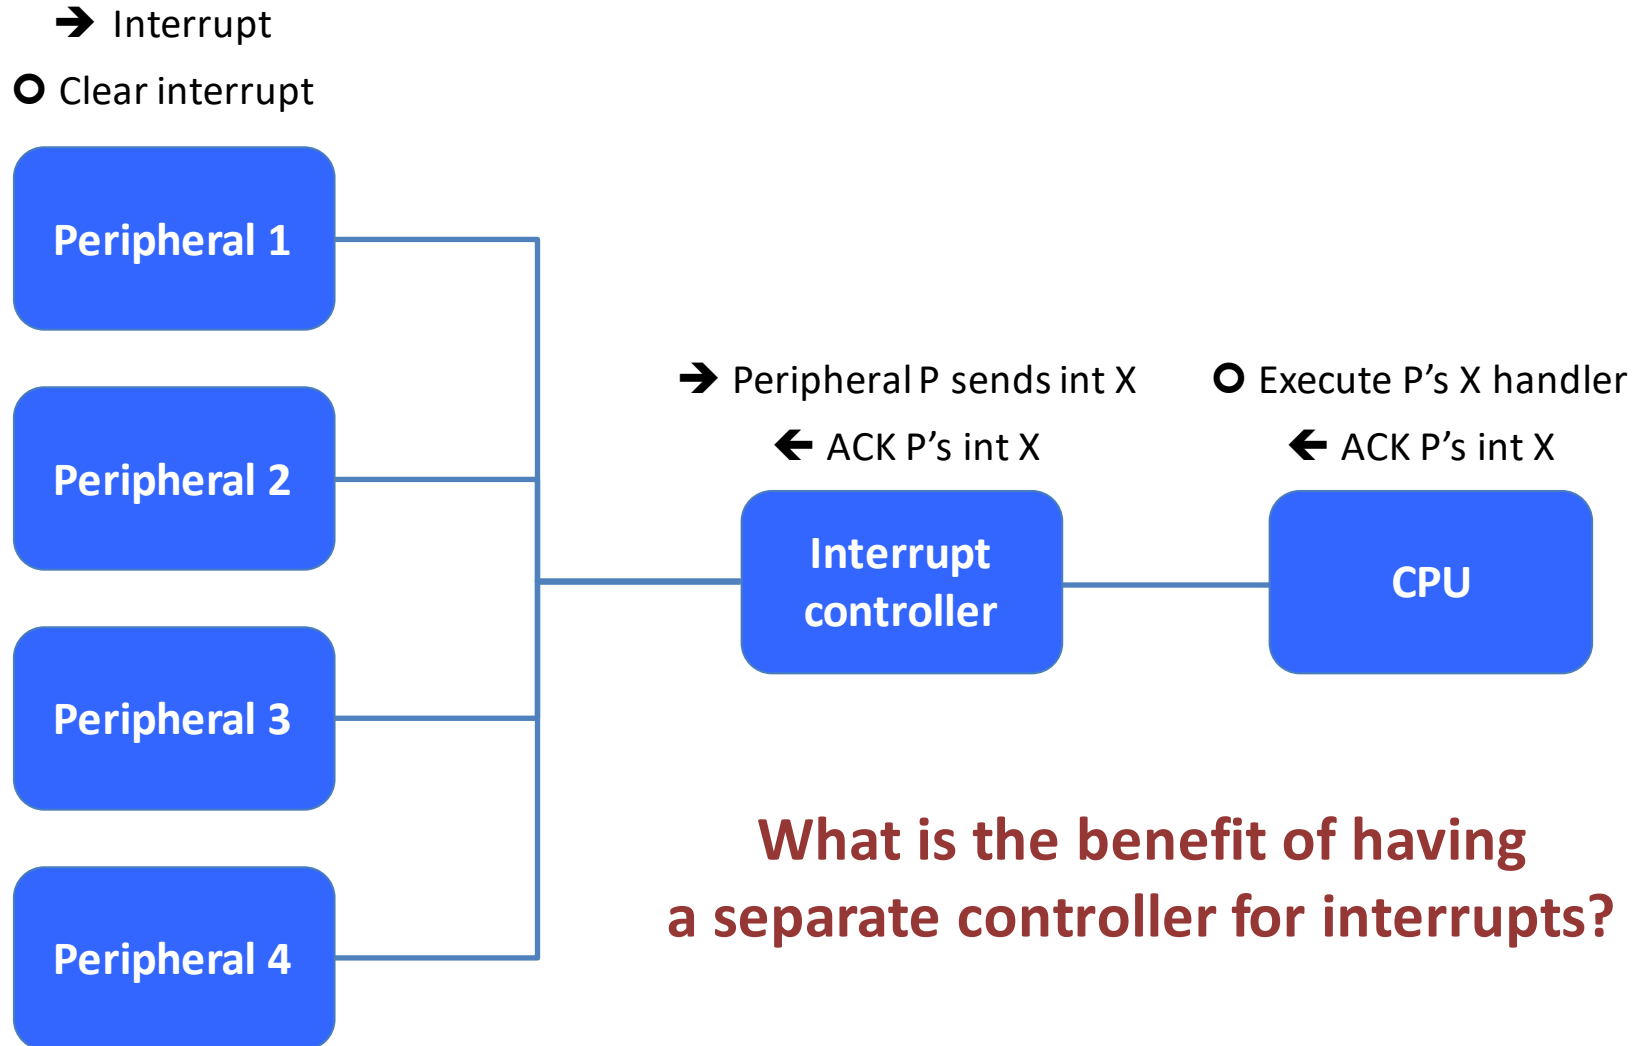 ➔ Interrupt
O Clear interrupt
Peripheral 1
Peripheral 2
Peripheral 3
Peripheral 4
➔ Peripheral P sends int X
← ACK P’s int X
Interrupt
controller
O Execute P’s X handler
← ACK P’s int X
CPU
What is the benefit of having
a separate controller for interrupts?